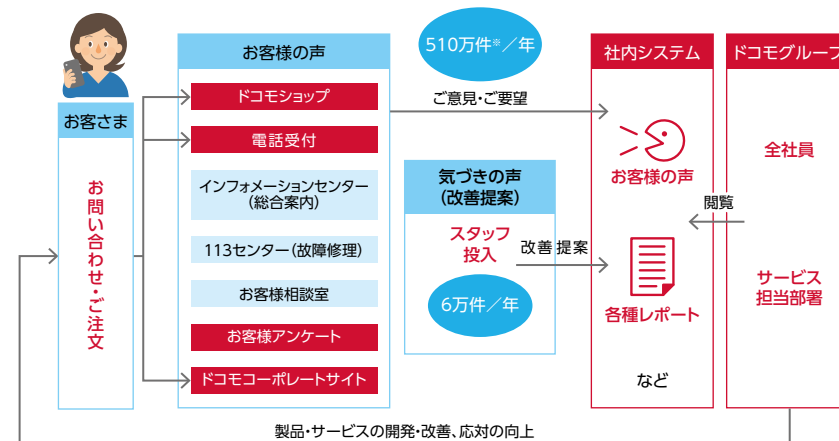 お客さま
お問い合わせ・ご注文
お客様の声
ドコモショップ
電話受付
インフォメーションセンター
(総合案内)
113センター(故障修理)
お客様相談室
お客様アンケート
ドコモコーポレートサイト
510万件※/年
ご意見・ご要望
気づきの声
(改善提案)
スタッフ
投入
6万件/年
改善提案
社内システム
お客様の声
各種レポート
など
閲覧
ドコモグループ
全社員
サービス
担当部署
製品・サービスの開発・改善、応対の向上